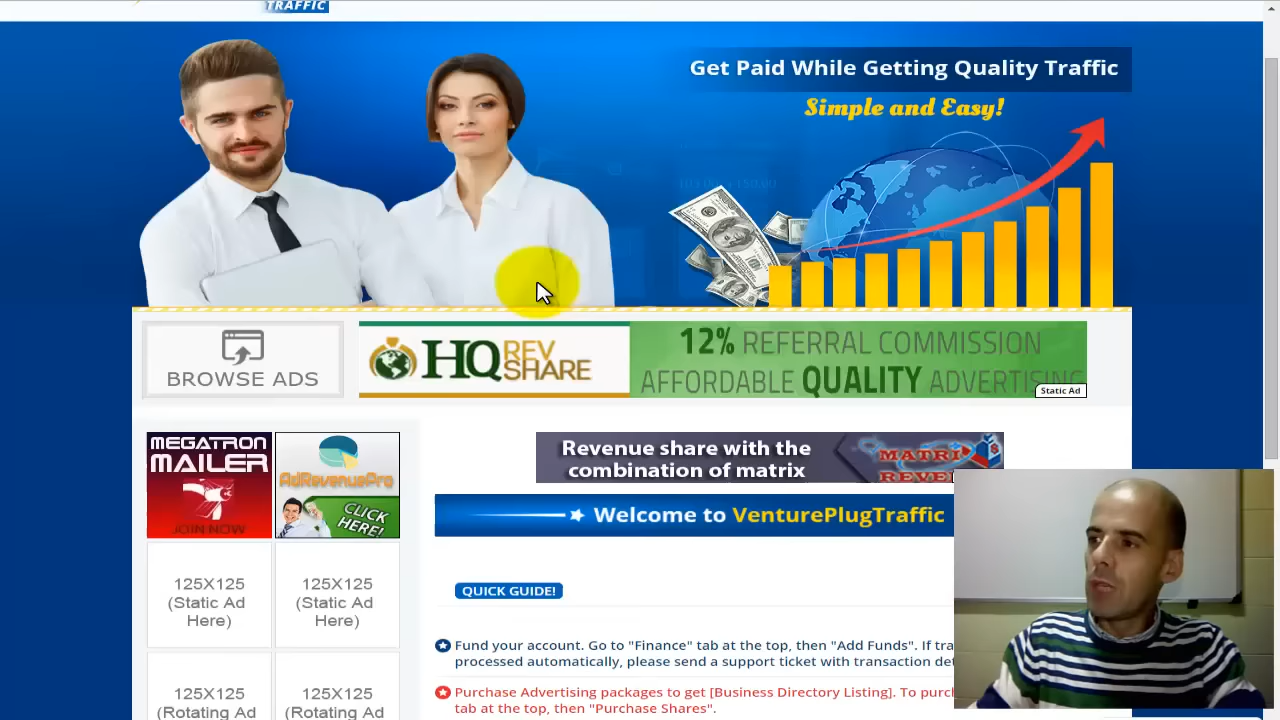 TRAFFIC
Get Paid While Getting Quality Traffic
Simple and Easy!
BROWSE ADS
HQ REV SHARE
12% REFERRAL COMMISSION
AFFORDABLE QUALITY ADVERTISING
Static Ad
MEGATRON
MAILER
JOIN NOW
AdRevenuePro
CLICK
HERE!
Revenue share with the
combination of matrix
Welcome to VenturePlugTraffic
125X125
(Static Ad
Here)
125X125
(Static Ad
Here)
QUICK GUIDE!
Fund your account. Go to "Finance" tab at the top, then "Add Funds". If
processed automatically, please send a support ticket with transaction
Purchase Advertising packages to get [Business Directory Listing]. To
tab at the top, then "Purchase Shares".
125X125
(Rotating Ad
125X125
(Rotating Ad